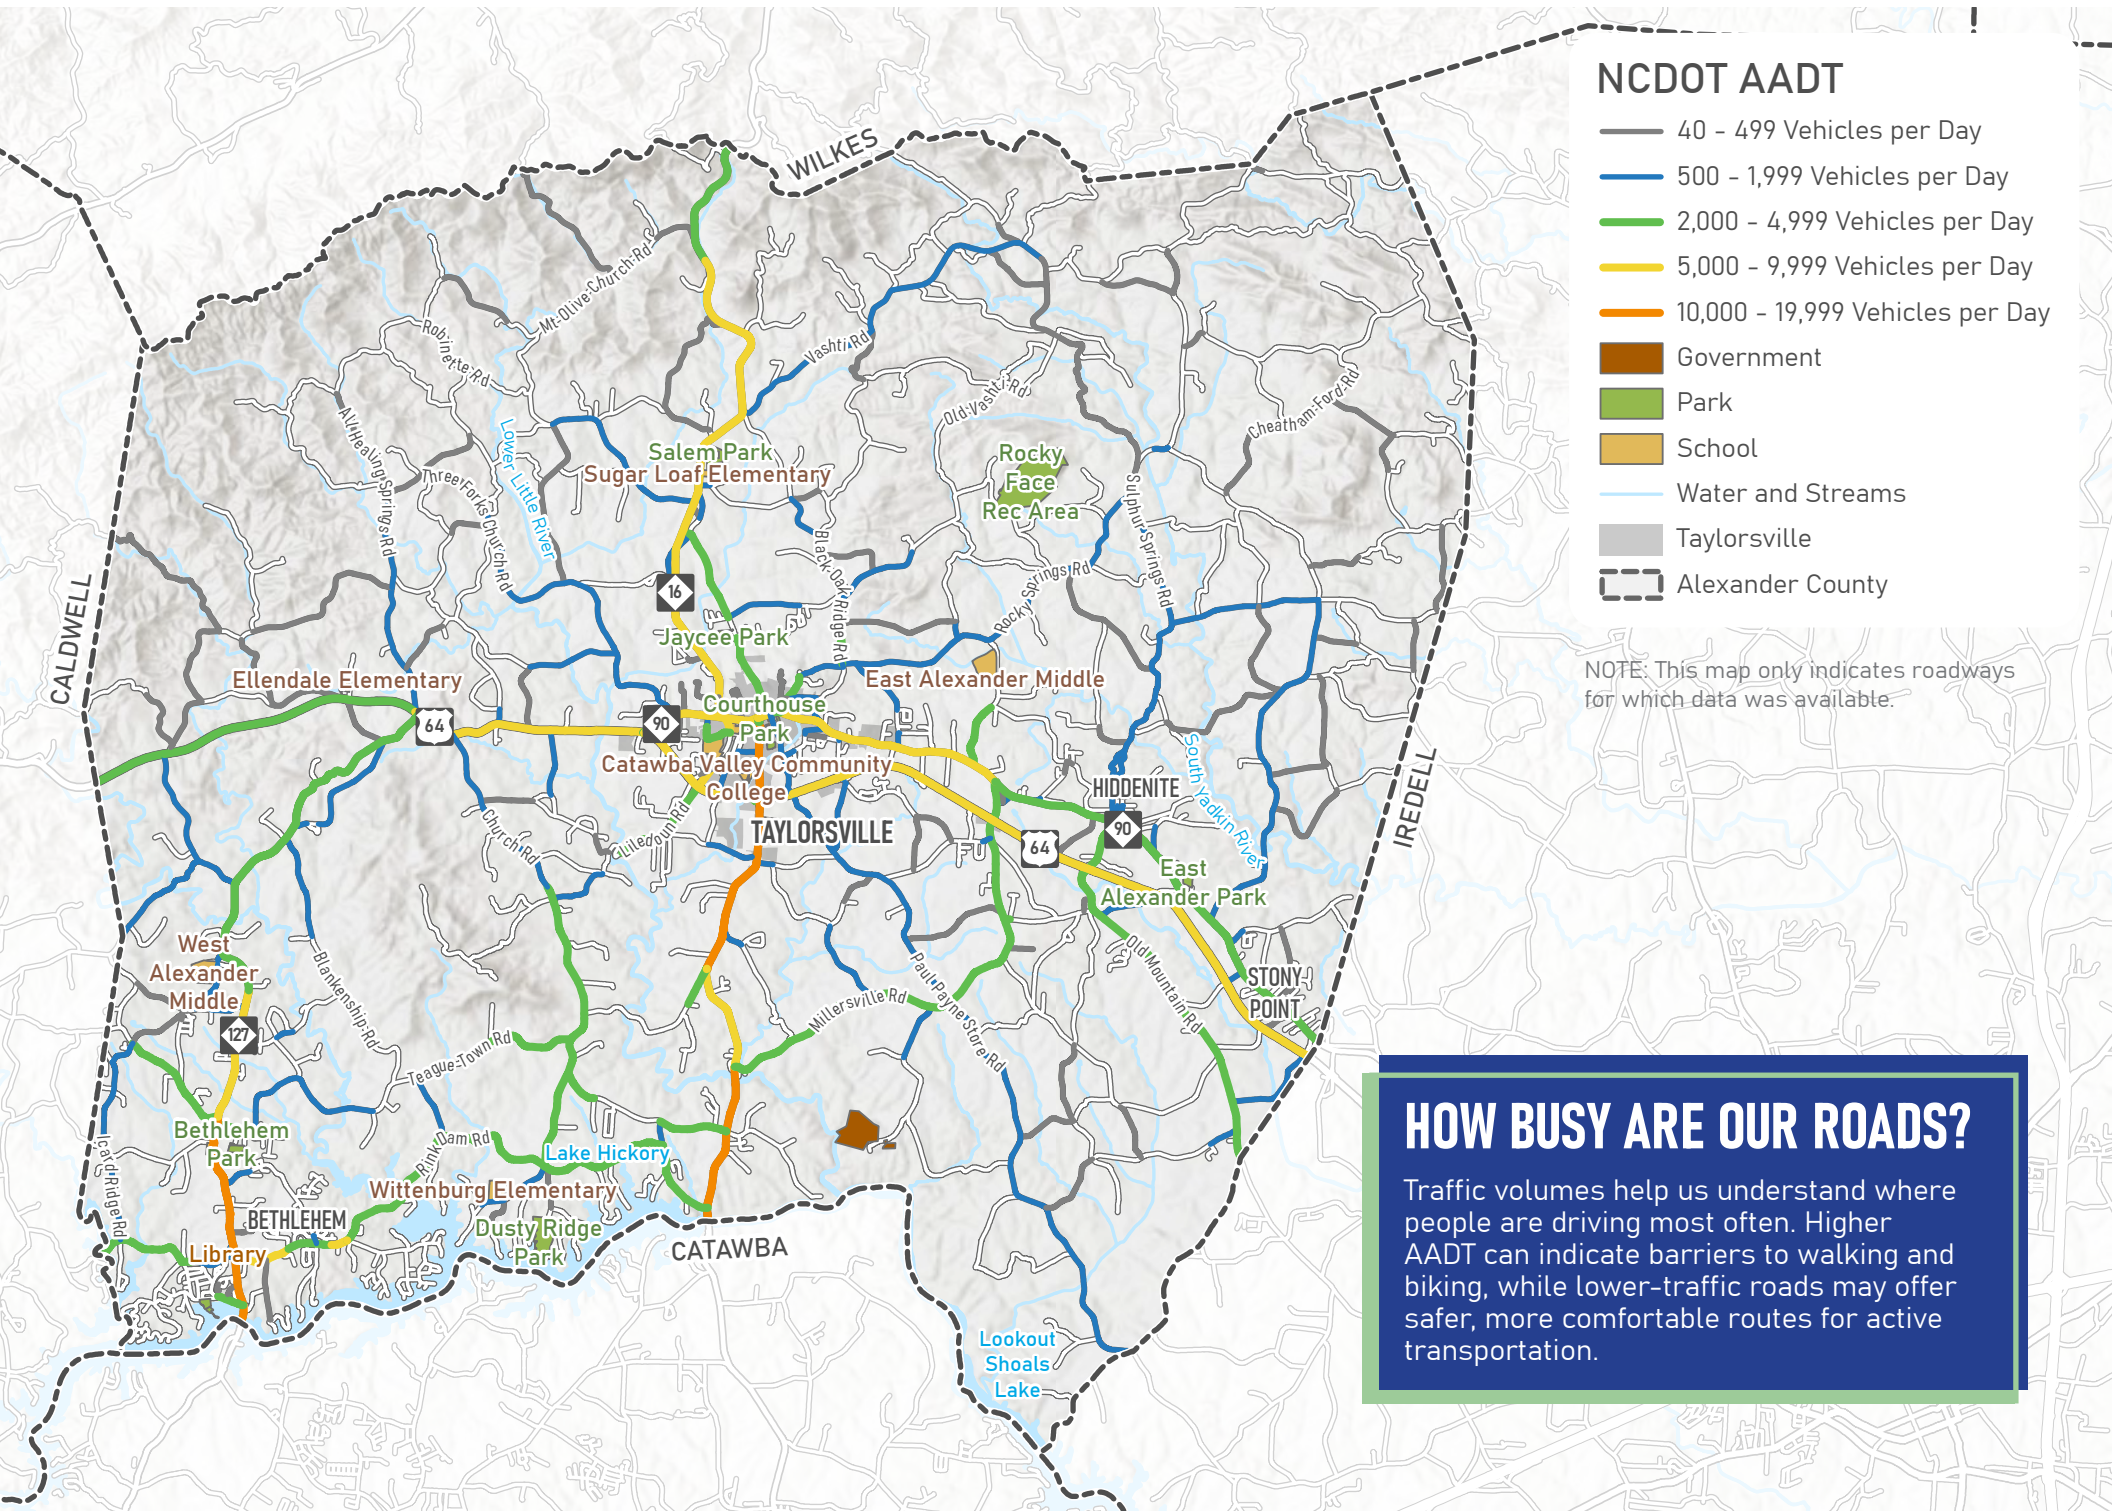 NCDOT AADT
40 - 499 Vehicles per Day
500 - 1,999 Vehicles per Day
2,000 - 4,999 Vehicles per Day
5,000 - 9,999 Vehicles per Day
10,000 - 19,999 Vehicles per Day
Government
Park
School
Water and Streams
Taylorsville
Alexander County
NOTE: This map only indicates roadways
for which data was available.
WILKES
CALDWELL
IREDELL
CATAWBA
Mt Olive Church Rd
Robinette Rd
Vashti Rd
Old Vashti Rd
Cheatham Ford Rd
All Healing Springs Rd
Lower Little River
Three Forks Church Rd
Salem Park
Sugar Loaf Elementary
Rocky
Face
Rec Area
Sulphur Springs Rd
Black Oak Ridge Rd
Rocky Springs Rd
16
Jaycee Park
Ellendale Elementary
East Alexander Middle
64
90
Courthouse
Park
Catawba Valley Community
College
TAYLORSVILLE
HIDDENITE
90
64
South Yadkin River
Church Rd
East
Alexander Park
West
Alexander
Middle
127
Blankenship Rd
Old Mountain Rd
STONY
POINT
Paul Payne Store Rd
Millersville Rd
Teague Town Rd
Icard Ridge Rd
Bethlehem
Park
Rink Dam Rd
Lake Hickory
Wittenburg Elementary
BETHLEHEM
Dusty Ridge
Park
Library
Lookout
Shoals
Lake
HOW BUSY ARE OUR ROADS?
Traffic volumes help us understand where
people are driving most often. Higher
AADT can indicate barriers to walking and
biking, while lower-traffic roads may offer
safer, more comfortable routes for active
transportation.